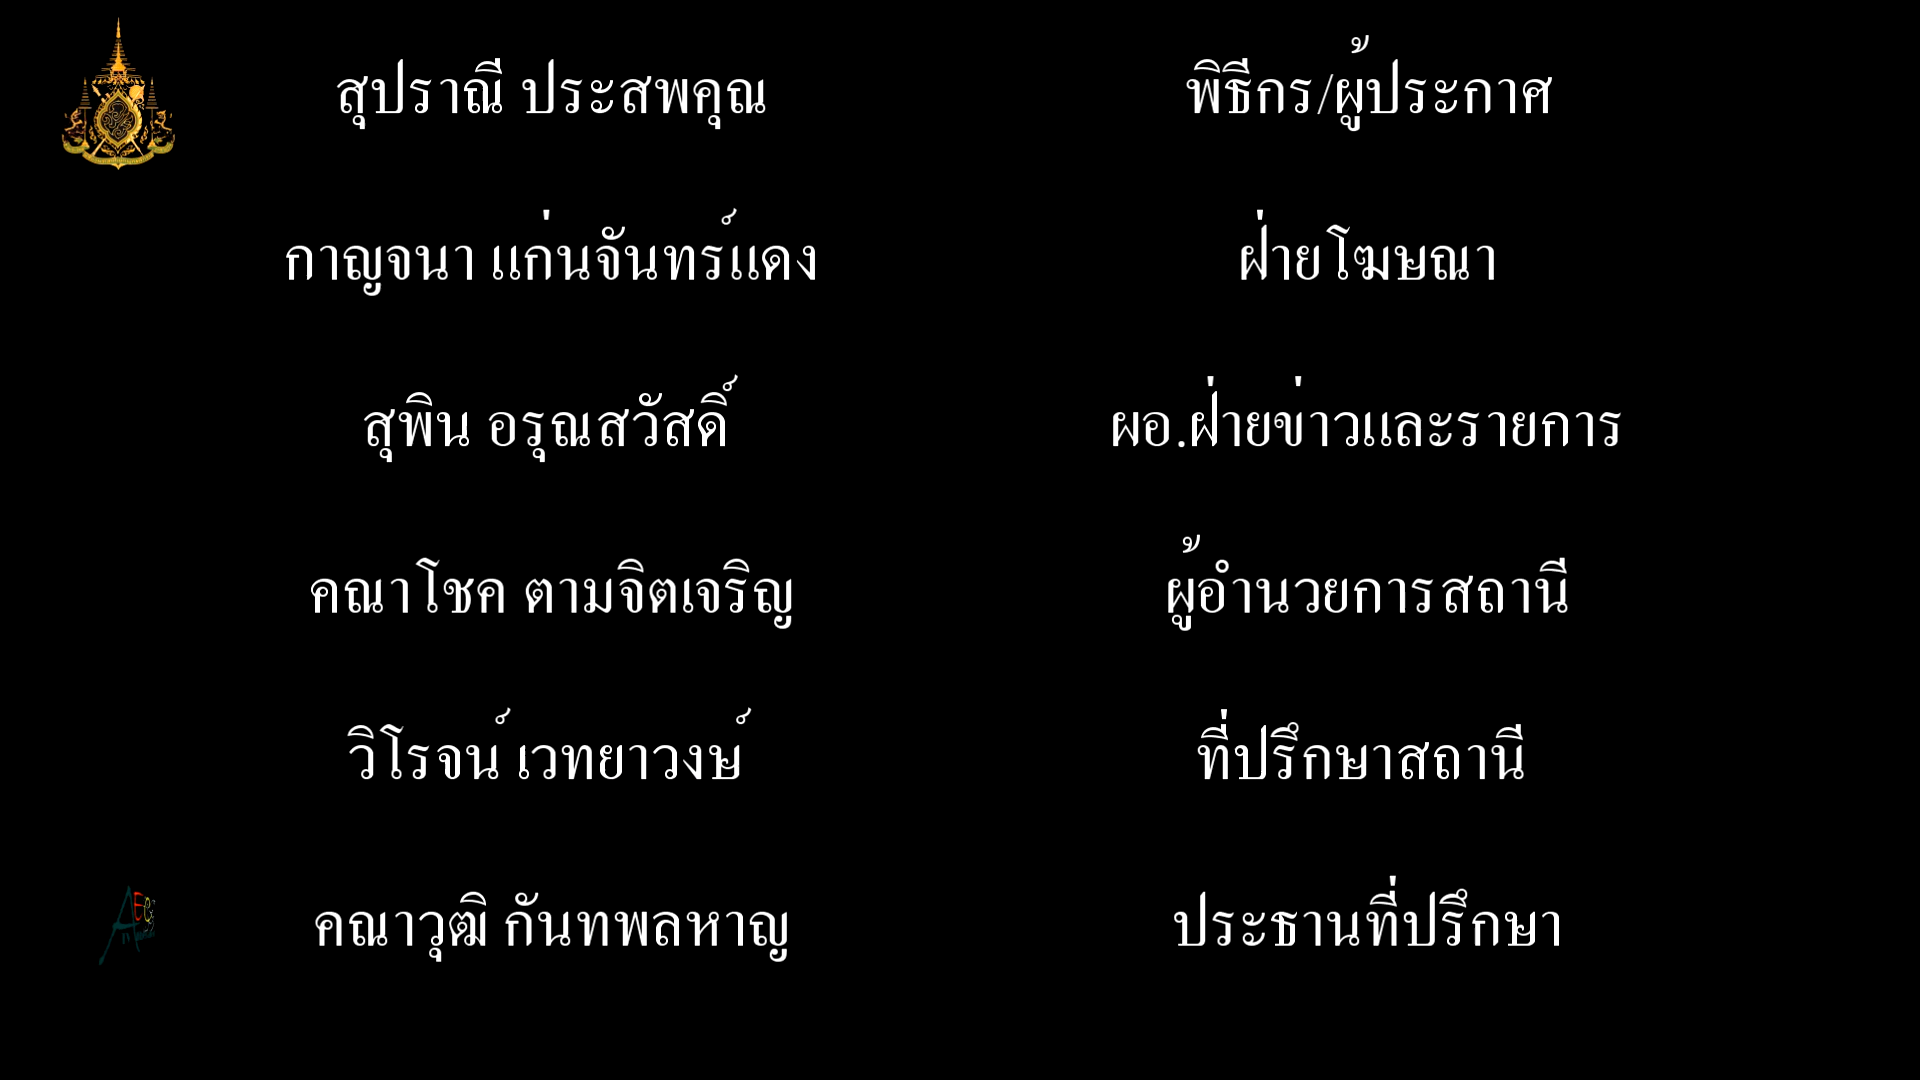 สุปราณี ประสพคุณ พิธีกร/ผู้ประกาศ
กาญจนา แก่นจันทร์แดง ฝ่ายโฆษณา
สุพิน อรุณสวัสดิ์ ผอ.ฝ่ายข่าวและรายการ
คณาโชค ตามจิตเจริญ ผู้อำนวยการสถานี
วิโรจน์ เวทยาวงษ์ ที่ปรึกษาสถานี
คณาวุฒิ กันทพลหาญ ประธานที่ปรึกษา